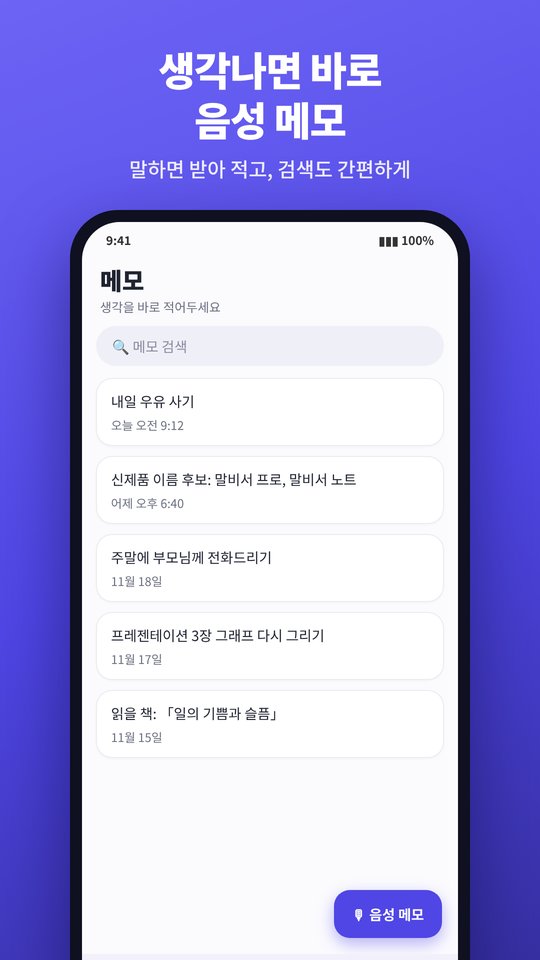 생각나면 바로
음성 메모
말하면 받아 적고, 검색도 간편하게
9:41
100%
메모
생각을 바로 적어두세요
메모 검색
내일 우유 사기
오늘 오전 9:12
신제품 이름 후보: 말비서 프로, 말비서 노트
어제 오후 6:40
주말에 부모님께 전화드리기
11월 18일
프레젠테이션 3장 그래프 다시 그리기
11월 17일
읽을 책: 「일의 기쁨과 슬픔」
11월 15일
음성 메모